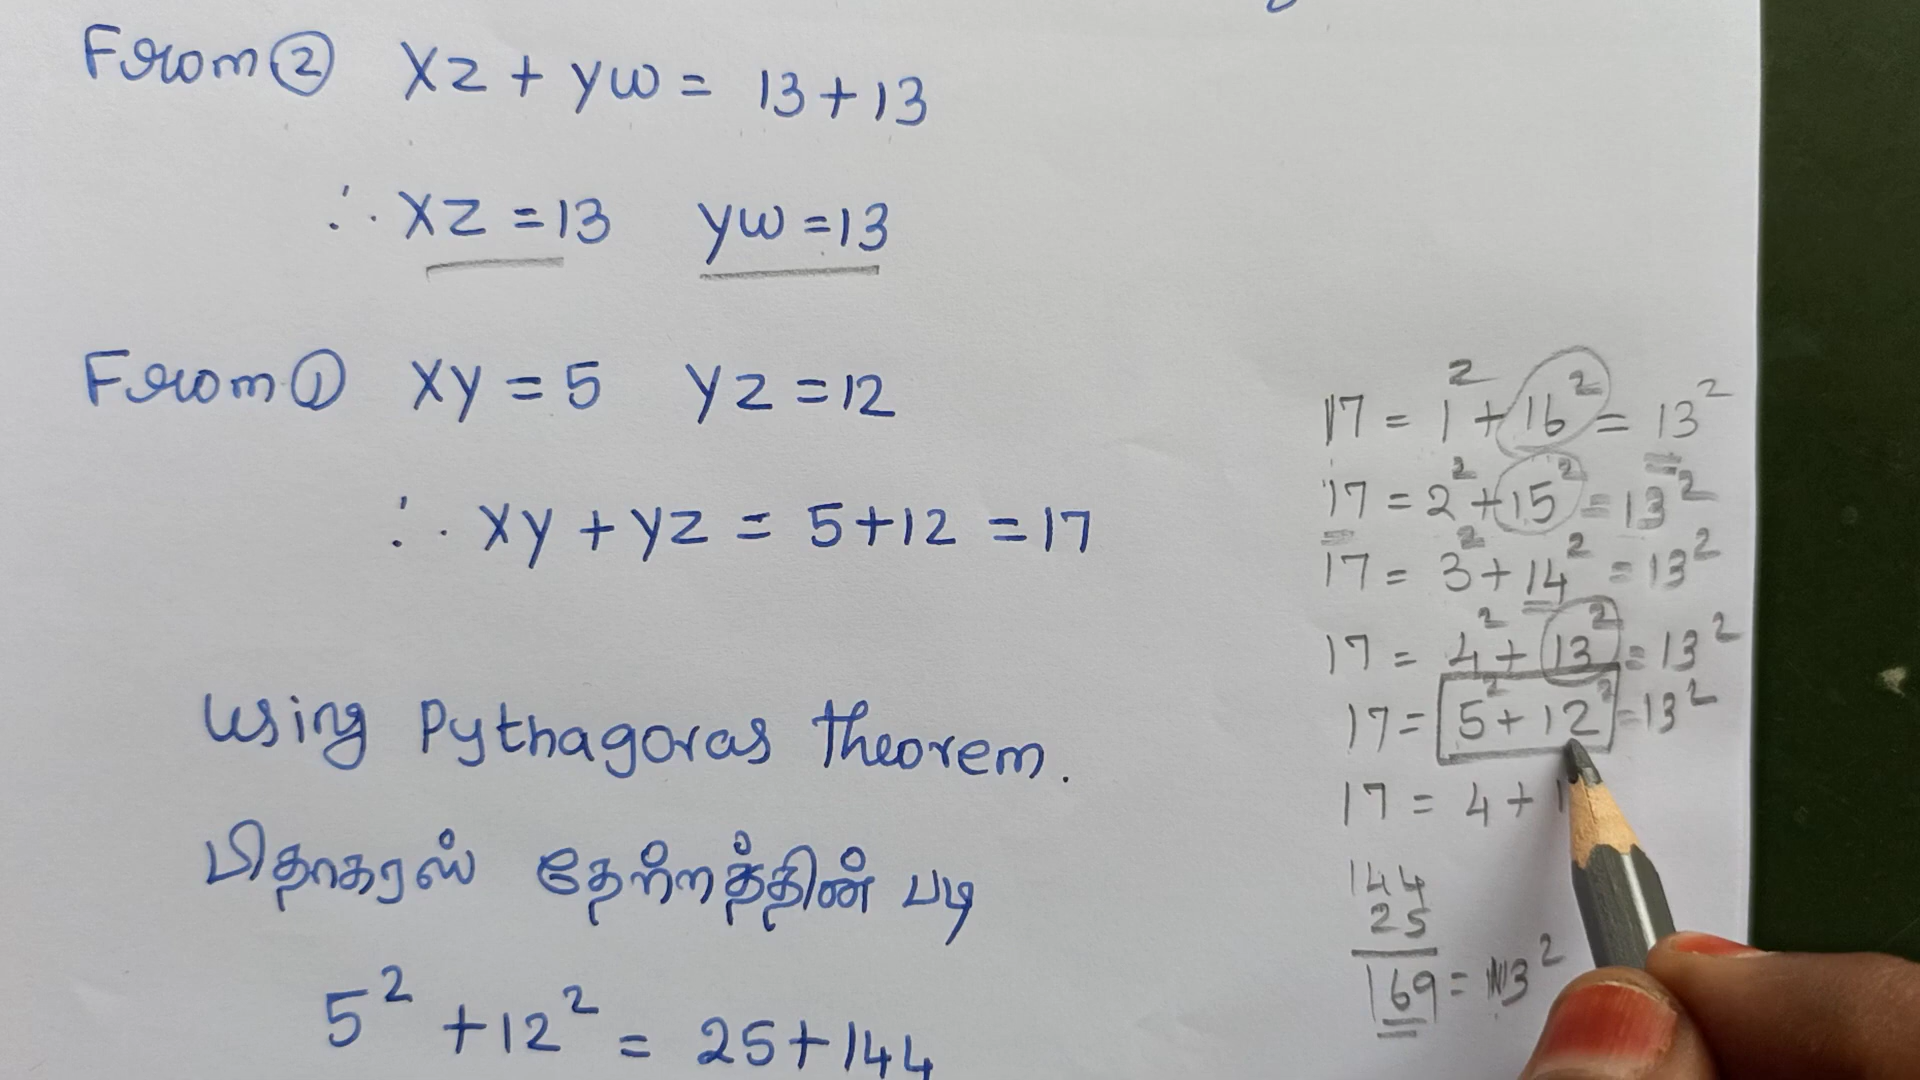 From ② XZ + YW = 13 + 13
∴ XZ = 13 YW = 13
From ① XY = 5 YZ = 12
∴ XY + YZ = 5 + 12 = 17
Using Pythagoras theorem.
பிதாகரஸ் தேற்றத்தின் படி
5² + 12² = 25 + 144
17 = 1² + 16² = 13²
17 = 2² + 15² = 13²
17 = 3² + 14² = 13²
17 = 4² + 13² = 13²
17 = 5² + 12² = 13²
17 = 4 + 1
144
25
169 = 13²